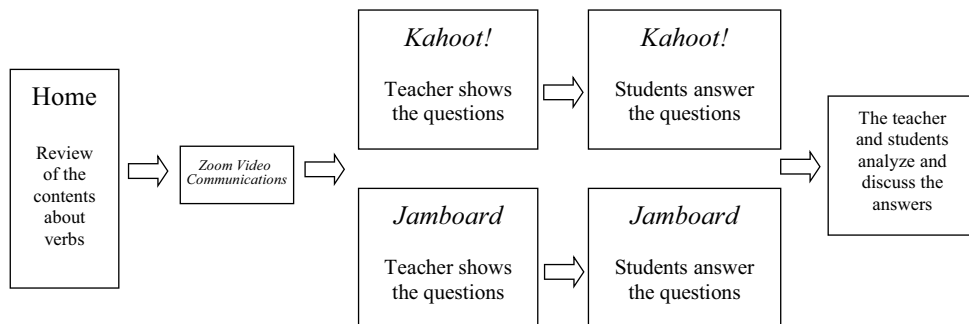 Home
Review
of the
contents
about
verbs
Zoom Video
Communications
Kahoot!
Teacher shows
the questions
Kahoot!
Students answer
the questions
Jamboard
Teacher shows
the questions
Jamboard
Students answer
the questions
The teacher
and students
analyze and
discuss the
answers